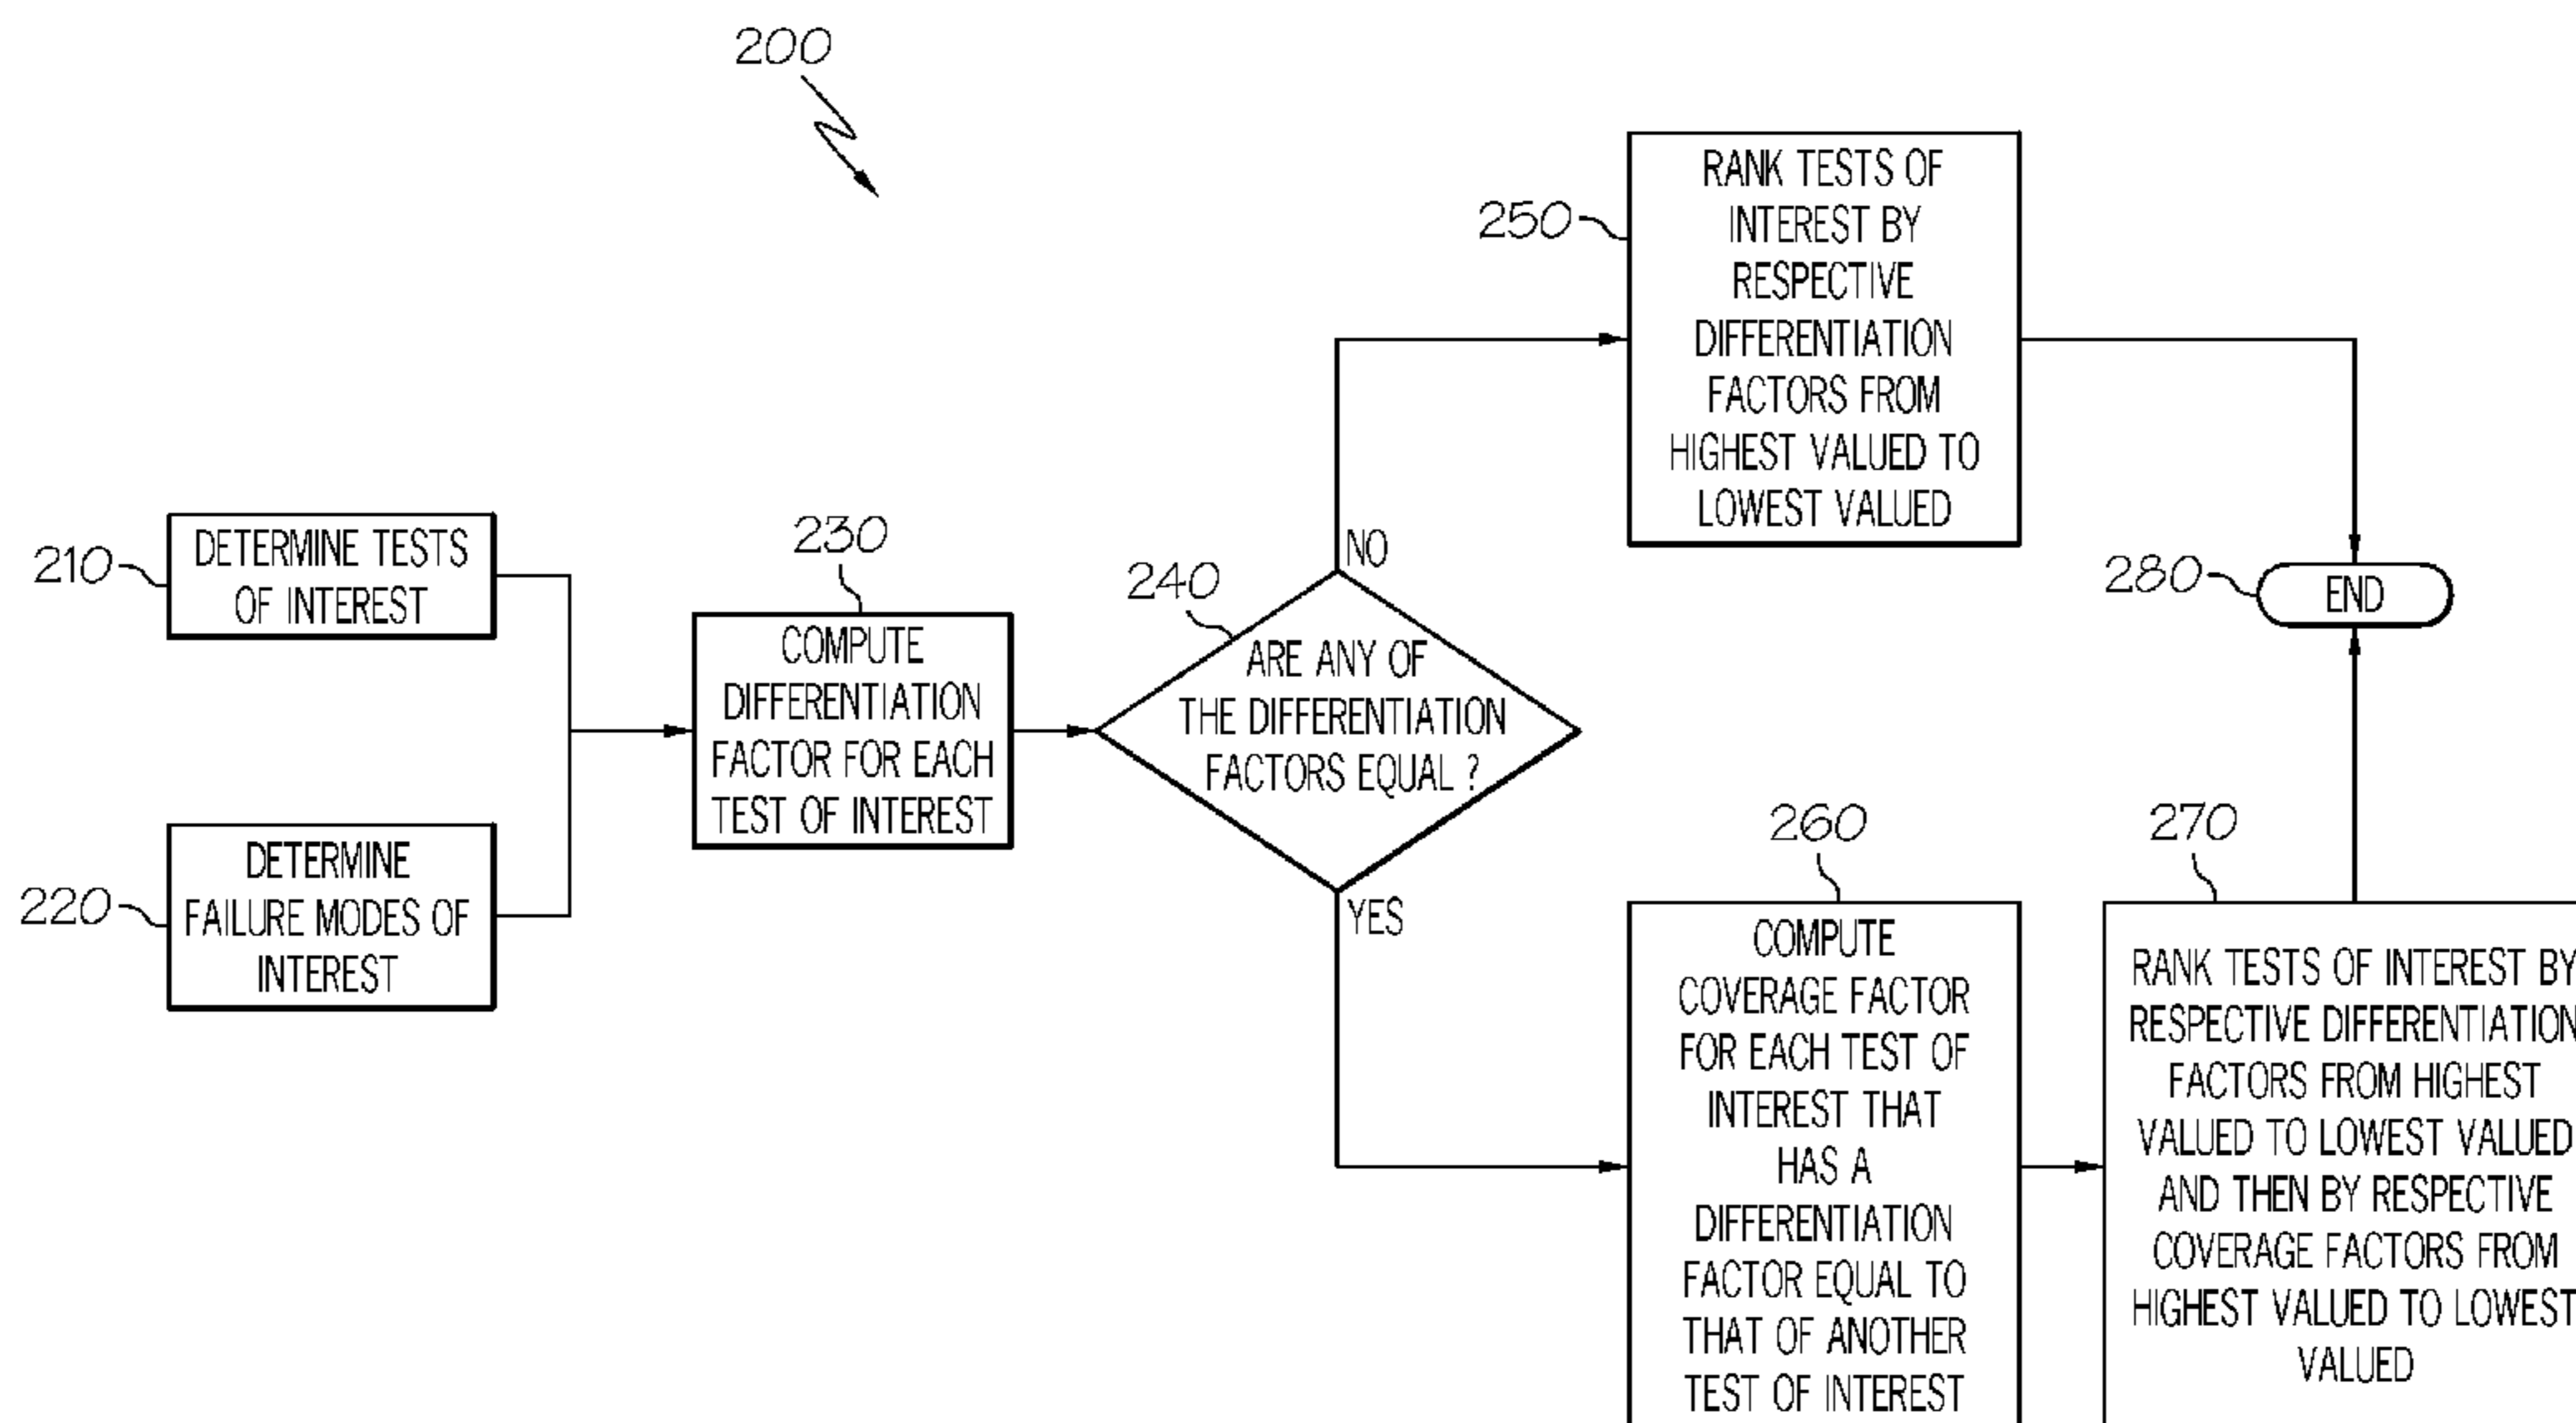 200
210
DETERMINE TESTS
OF INTEREST
220
DETERMINE
FAILURE MODES OF
INTEREST
230
COMPUTE
DIFFERENTIATION
FACTOR FOR EACH
TEST OF INTEREST
240
ARE ANY OF
THE DIFFERENTIATION
FACTORS EQUAL ?
NO
YES
250
RANK TESTS OF
INTEREST BY
RESPECTIVE
DIFFERENTIATION
FACTORS FROM
HIGHEST VALUED TO
LOWEST VALUED
260
COMPUTE
COVERAGE FACTOR
FOR EACH TEST OF
INTEREST THAT
HAS A
DIFFERENTIATION
FACTOR EQUAL TO
THAT OF ANOTHER
TEST OF INTEREST
270
RANK TESTS OF INTEREST BY
RESPECTIVE DIFFERENTIATION
FACTORS FROM HIGHEST
VALUED TO LOWEST VALUED
AND THEN BY RESPECTIVE
COVERAGE FACTORS FROM
HIGHEST VALUED TO LOWEST
VALUED
280
END